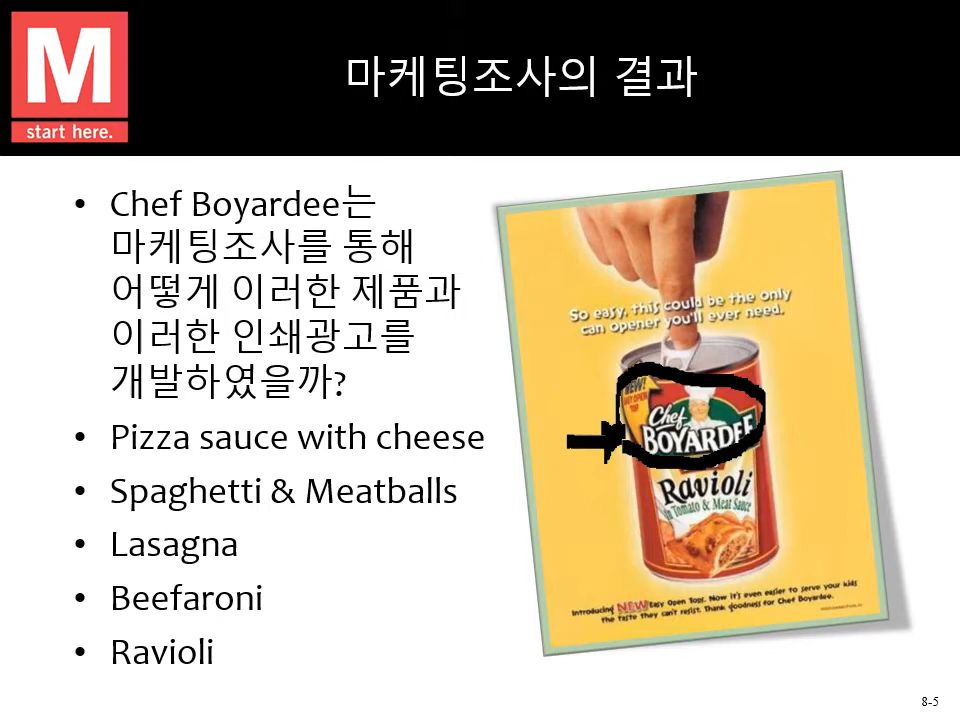 M
start here.
마케팅조사의 결과
• Chef Boyardee는
마케팅조사를 통해
어떻게 이러한 제품과
이러한 인쇄광고를
개발하였을까?
• Pizza sauce with cheese
• Spaghetti & Meatballs
• Lasagna
• Beefaroni
• Ravioli
So easy, this could be the only
can opener you'll ever need.
NEW!
EASY OPEN
TOP
Chef
BOYARDEE
Ravioli
in Tomato & Meat Sauce
Introducing NEW Easy Open Tops. Now it's even easier to serve your kids
the taste they can't resist. Thank goodness for Chef Boyardee.
8-5